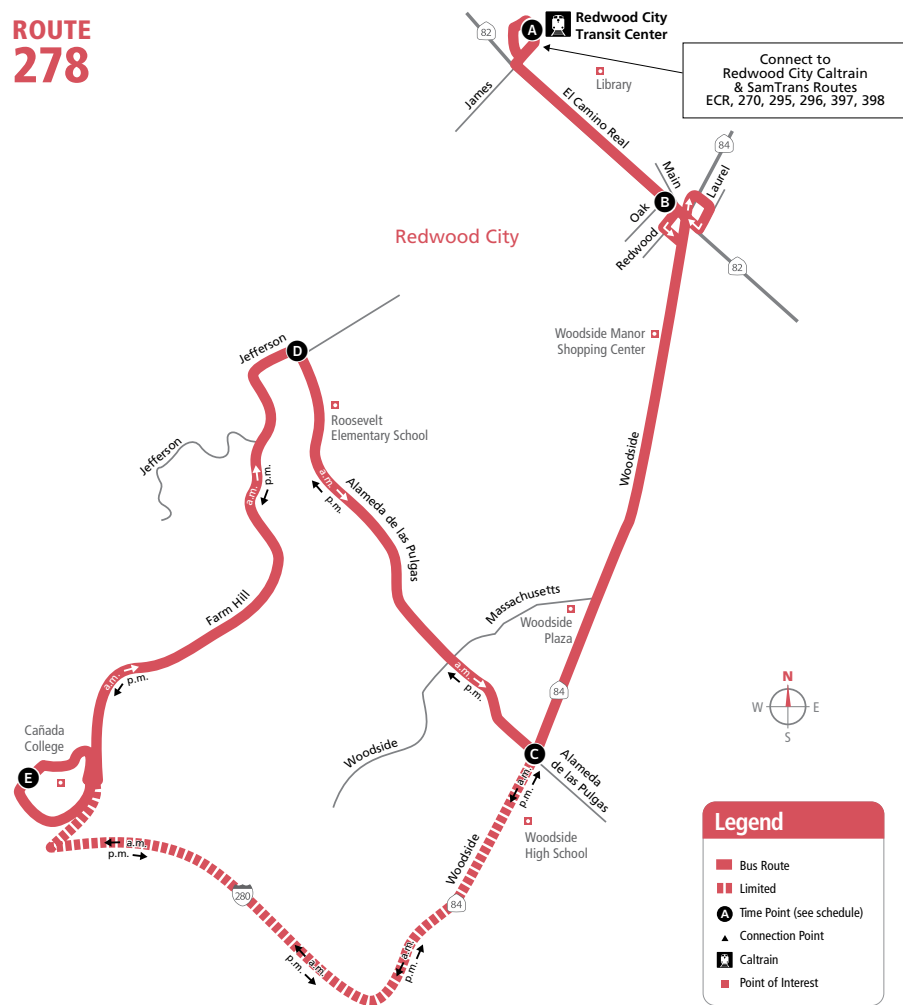 ROUTE
278
82
A
Redwood City
Transit Center
Connect to
Redwood City Caltrain
& SamTrans Routes
ECR, 270, 295, 296, 397, 398
Library
James
El Camino Real
84
Main
Laurel
B
Oak
Redwood
82
Redwood City
Woodside Manor
Shopping Center
Jefferson
D
Roosevelt
Elementary School
Jefferson
a.m.
p.m.
a.m.
p.m.
Alameda de las Pulgas
Woodside
Farm Hill
Massachusetts
Woodside
Plaza
a.m.
p.m.
a.m.
p.m.
84
N
W
E
S
Cañada
College
E
Woodside
C
Alameda
de las Pulgas
a.m.
p.m.
Woodside
High School
a.m.
p.m.
Woodside
280
84
a.m.
p.m.
a.m.
p.m.
Legend
Bus Route
Limited
A
Time Point (see schedule)
Connection Point
Caltrain
Point of Interest